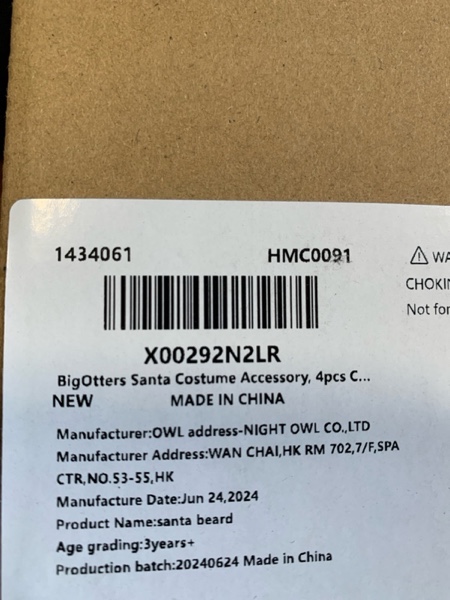 1434061 HMC0091
⚠ WA
CHOKIN
Not for
X00292N2LR
BigOtters Santa Costume Accessory, 4pcs C...
NEW MADE IN CHINA
Manufacturer:OWL address-NIGHT OWL CO.,LTD
Manufacturer Address:WAN CHAI,HK RM 702,7/F,SPA
CTR,NO.53-55,HK
Manufacture Date:Jun 24,2024
Product Name:santa beard
Age grading:3years+
Production batch:20240624 Made in China